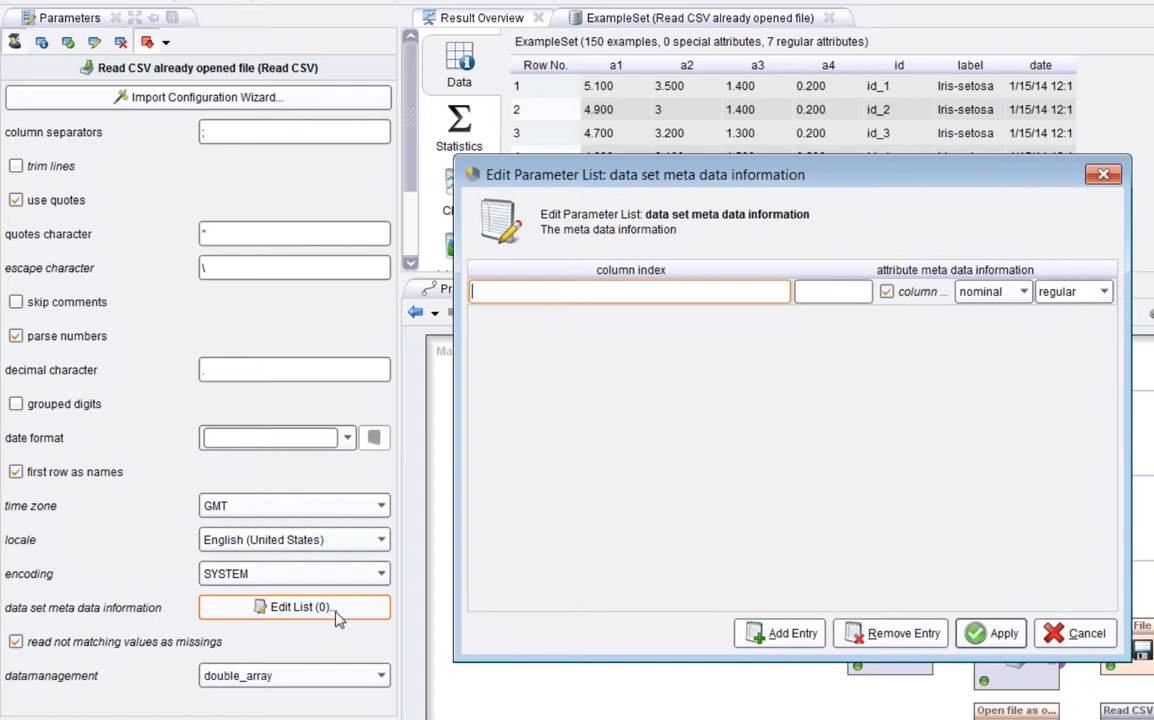 Parameters
Read CSV already opened file (Read CSV)
Import Configuration Wizard...
column separators ;
trim lines
use quotes
quotes character "
escape character \
skip comments
parse numbers
decimal character .
grouped digits
date format
first row as names
time zone GMT
locale English (United States)
encoding SYSTEM
data set meta data information Edit List (0)...
read not matching values as missings
datamanagement double_array
Result Overview ExampleSet (Read CSV already opened file)
Data
Statistics
ExampleSet (150 examples, 0 special attributes, 7 regular attributes)
Row No. a1 a2 a3 a4 id label date
1 5.100 3.500 1.400 0.200 id_1 Iris-setosa 1/15/14 12:1
2 4.900 3 1.400 0.200 id_2 Iris-setosa 1/15/14 12:1
3 4.700 3.200 1.300 0.200 id_3 Iris-setosa 1/15/14 12:1
Edit Parameter List: data set meta data information
Edit Parameter List: data set meta data information
The meta data information
column index attribute meta data information
column ... nominal regular
Add Entry Remove Entry Apply Cancel
File
Open file as o... Read CSV